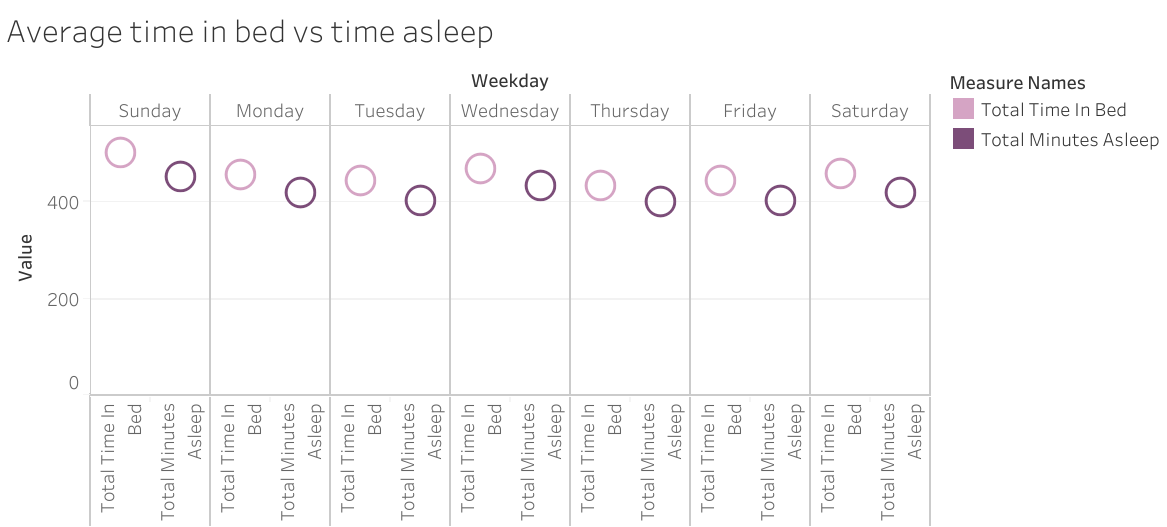 Average time in bed vs time asleep
Weekday
Measure Names
Sunday Monday Tuesday Wednesday Thursday Friday Saturday
Total Time In Bed
Total Minutes Asleep
400
Value
200
0
Total Time In
Bed
Total Minutes
Asleep
Total Time In
Bed
Total Minutes
Asleep
Total Time In
Bed
Total Minutes
Asleep
Total Time In
Bed
Total Minutes
Asleep
Total Time In
Bed
Total Minutes
Asleep
Total Time In
Bed
Total Minutes
Asleep
Total Time In
Bed
Total Minutes
Asleep